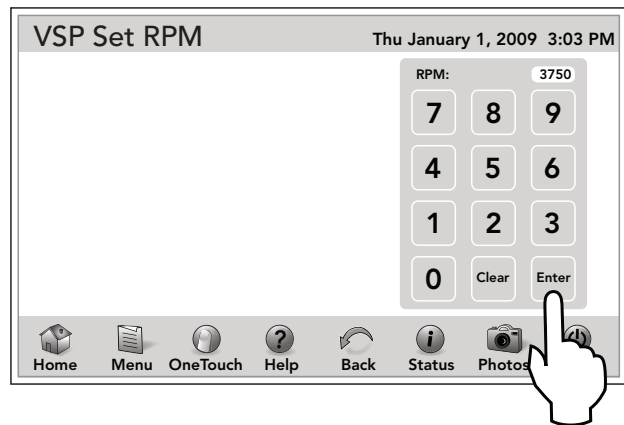 VSP Set RPM
Thu January 1, 2009 3:03 PM
RPM: 3750
7 8 9
4 5 6
1 2 3
0 Clear Enter
Home Menu OneTouch Help Back Status Photos